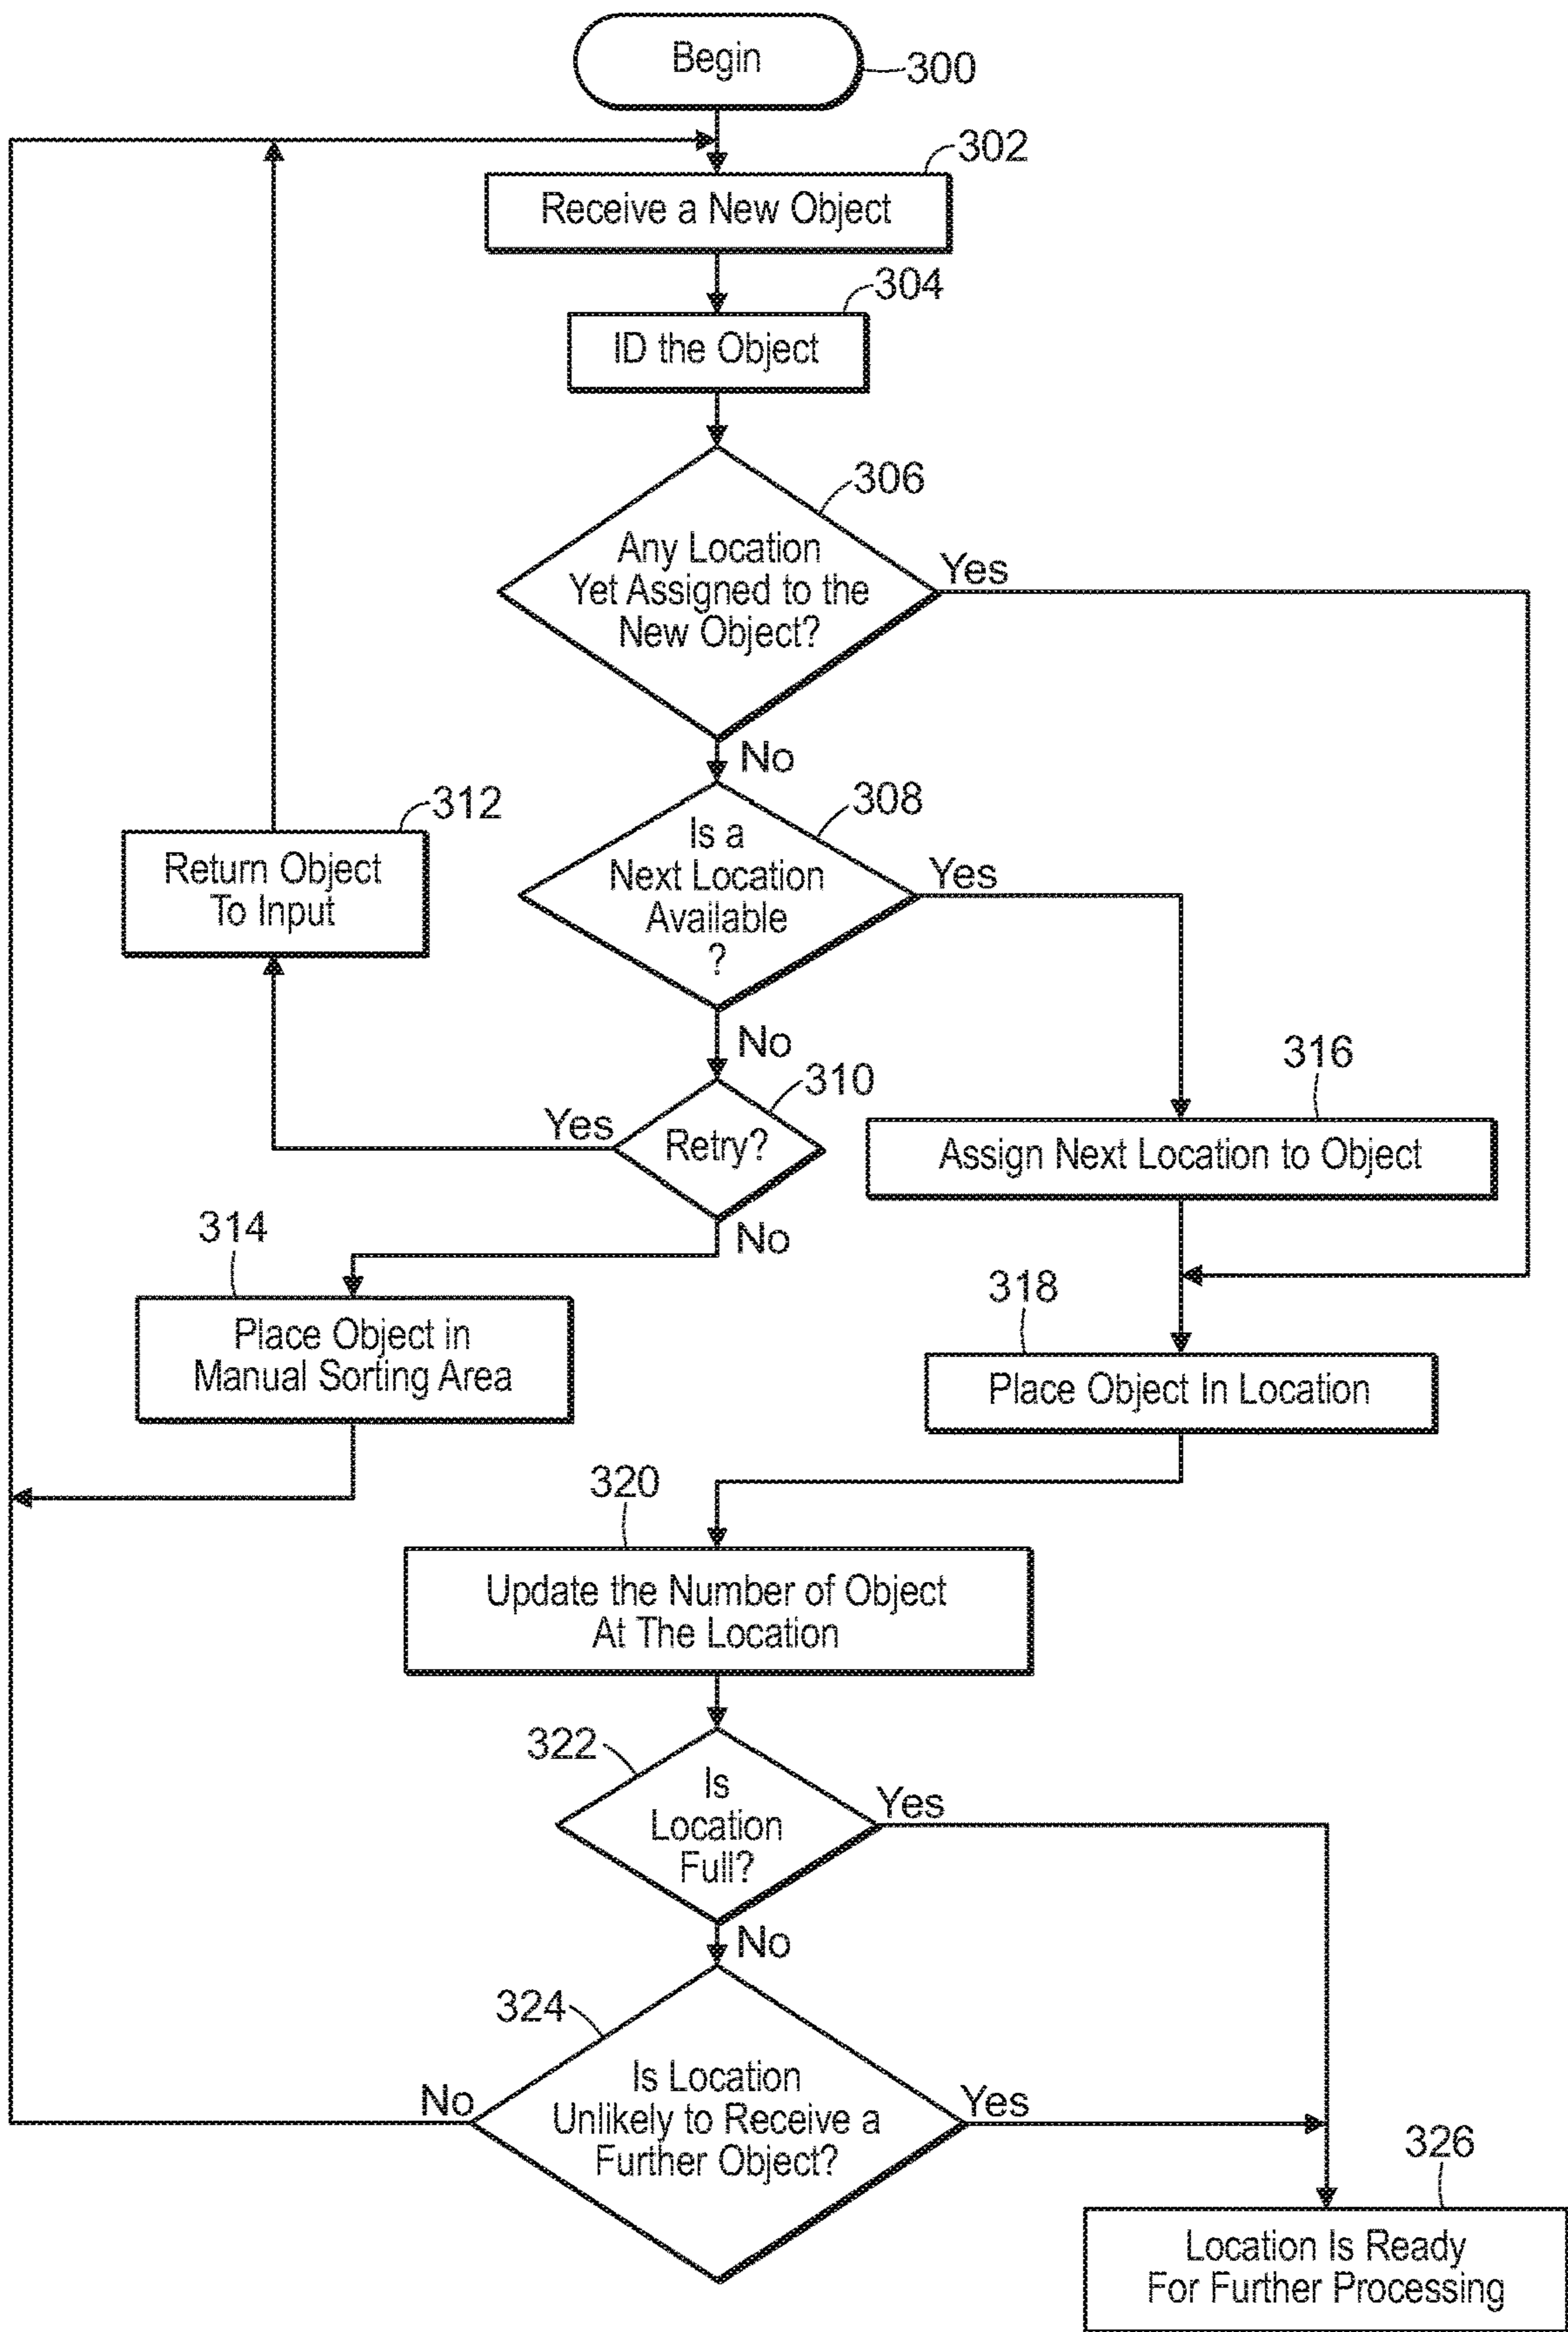 Begin
300
302
Receive a New Object
304
ID the Object
306
Any Location
Yet Assigned to the
New Object?
Yes
No
308
312
Is a
Next Location
Available
?
Yes
Return Object
To Input
No
310
316
Yes
Retry?
Assign Next Location to Object
314
No
318
Place Object in
Manual Sorting Area
Place Object In Location
320
Update the Number of Object
At The Location
322
Is
Location
Full?
Yes
No
324
No
Is Location
Unlikely to Receive a
Further Object?
Yes
326
Location Is Ready
For Further Processing